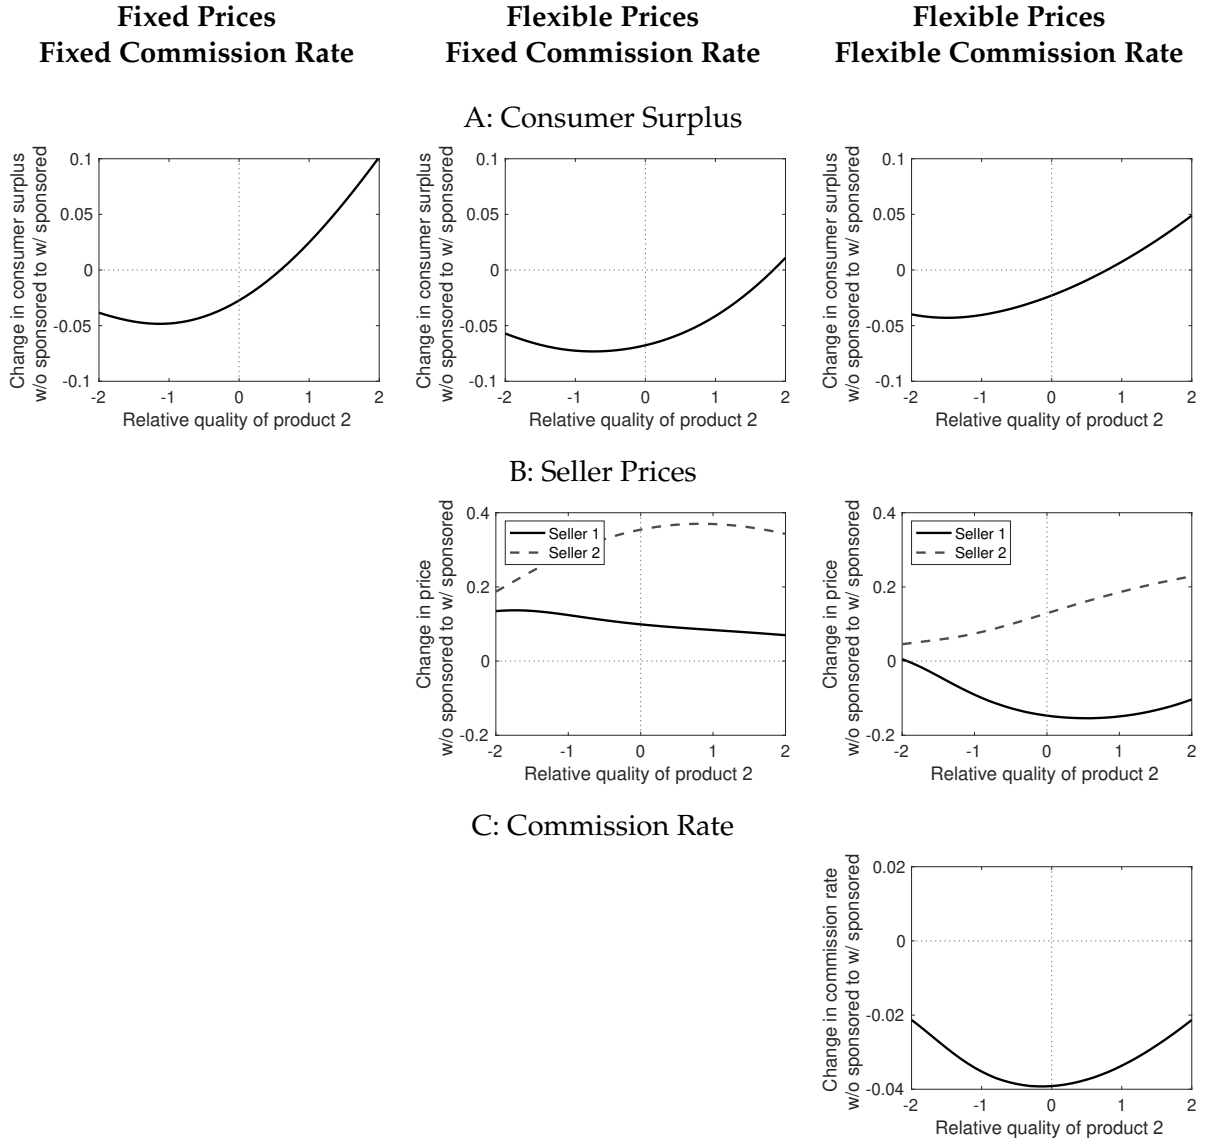 Fixed Prices
Fixed Commission Rate
Flexible Prices
Fixed Commission Rate
Flexible Prices
Flexible Commission Rate
A: Consumer Surplus
Change in consumer surplus
w/o sponsored to w/ sponsored
0.1
0.05
0
-0.05
-0.1
-2 -1 0 1 2
Relative quality of product 2
Change in consumer surplus
w/o sponsored to w/ sponsored
0.1
0.05
0
-0.05
-0.1
-2 -1 0 1 2
Relative quality of product 2
Change in consumer surplus
w/o sponsored to w/ sponsored
0.1
0.05
0
-0.05
-0.1
-2 -1 0 1 2
Relative quality of product 2
B: Seller Prices
Change in price
w/o sponsored to w/ sponsored
0.4
0.2
0
-0.2
Seller 1
Seller 2
-2 -1 0 1 2
Relative quality of product 2
Change in price
w/o sponsored to w/ sponsored
0.4
0.2
0
-0.2
Seller 1
Seller 2
-2 -1 0 1 2
Relative quality of product 2
C: Commission Rate
Change in commission rate
w/o sponsored to w/ sponsored
0.02
0
-0.02
-0.04
-2 -1 0 1 2
Relative quality of product 2